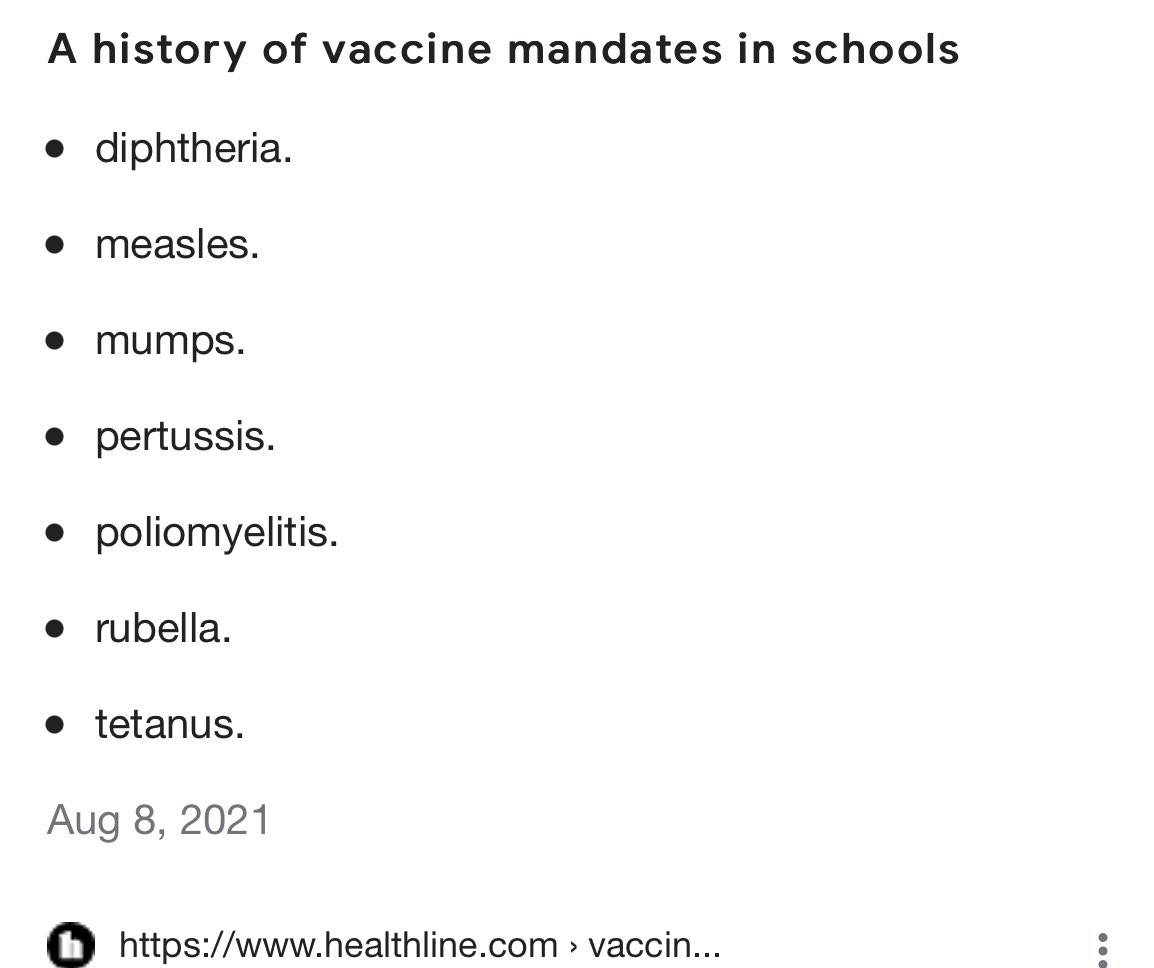 A history of vaccine mandates in schools
• diphtheria.
• measles.
• mumps.
• pertussis.
• poliomyelitis.
• rubella.
• tetanus.
Aug 8, 2021
h https://www.healthline.com › vaccin...